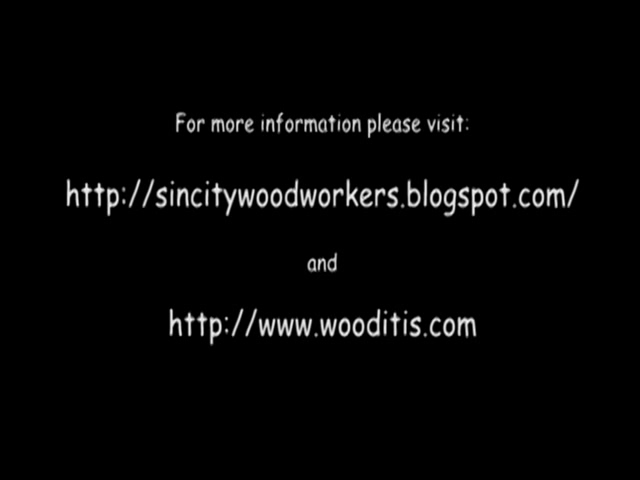 For more information please visit:
http://sincitywoodworkers.blogspot.com/
and
http://www.wooditis.com